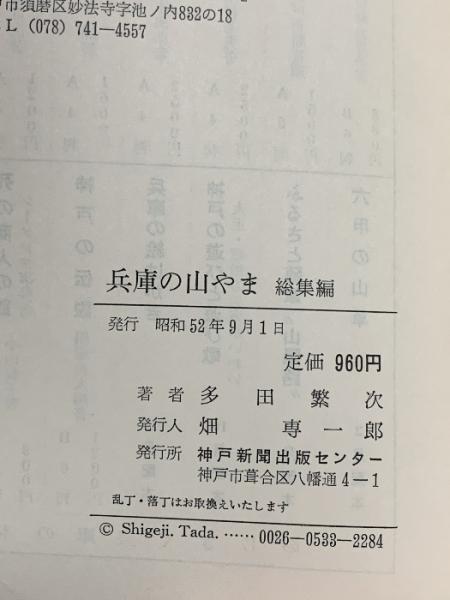 市須磨区妙法寺字池ノ内832の18
L (078) 741—4557
兵庫の山やま 総集編
発行 昭和52年9月1日
定価 960円
著者 多田繁次
発行人 畑専一郎
発行所 神戸新聞出版センター
神戸市葺合区八幡通4－1
乱丁・落丁はお取換えいたします
© Shigeji. Tada. ……0026—0533—2284